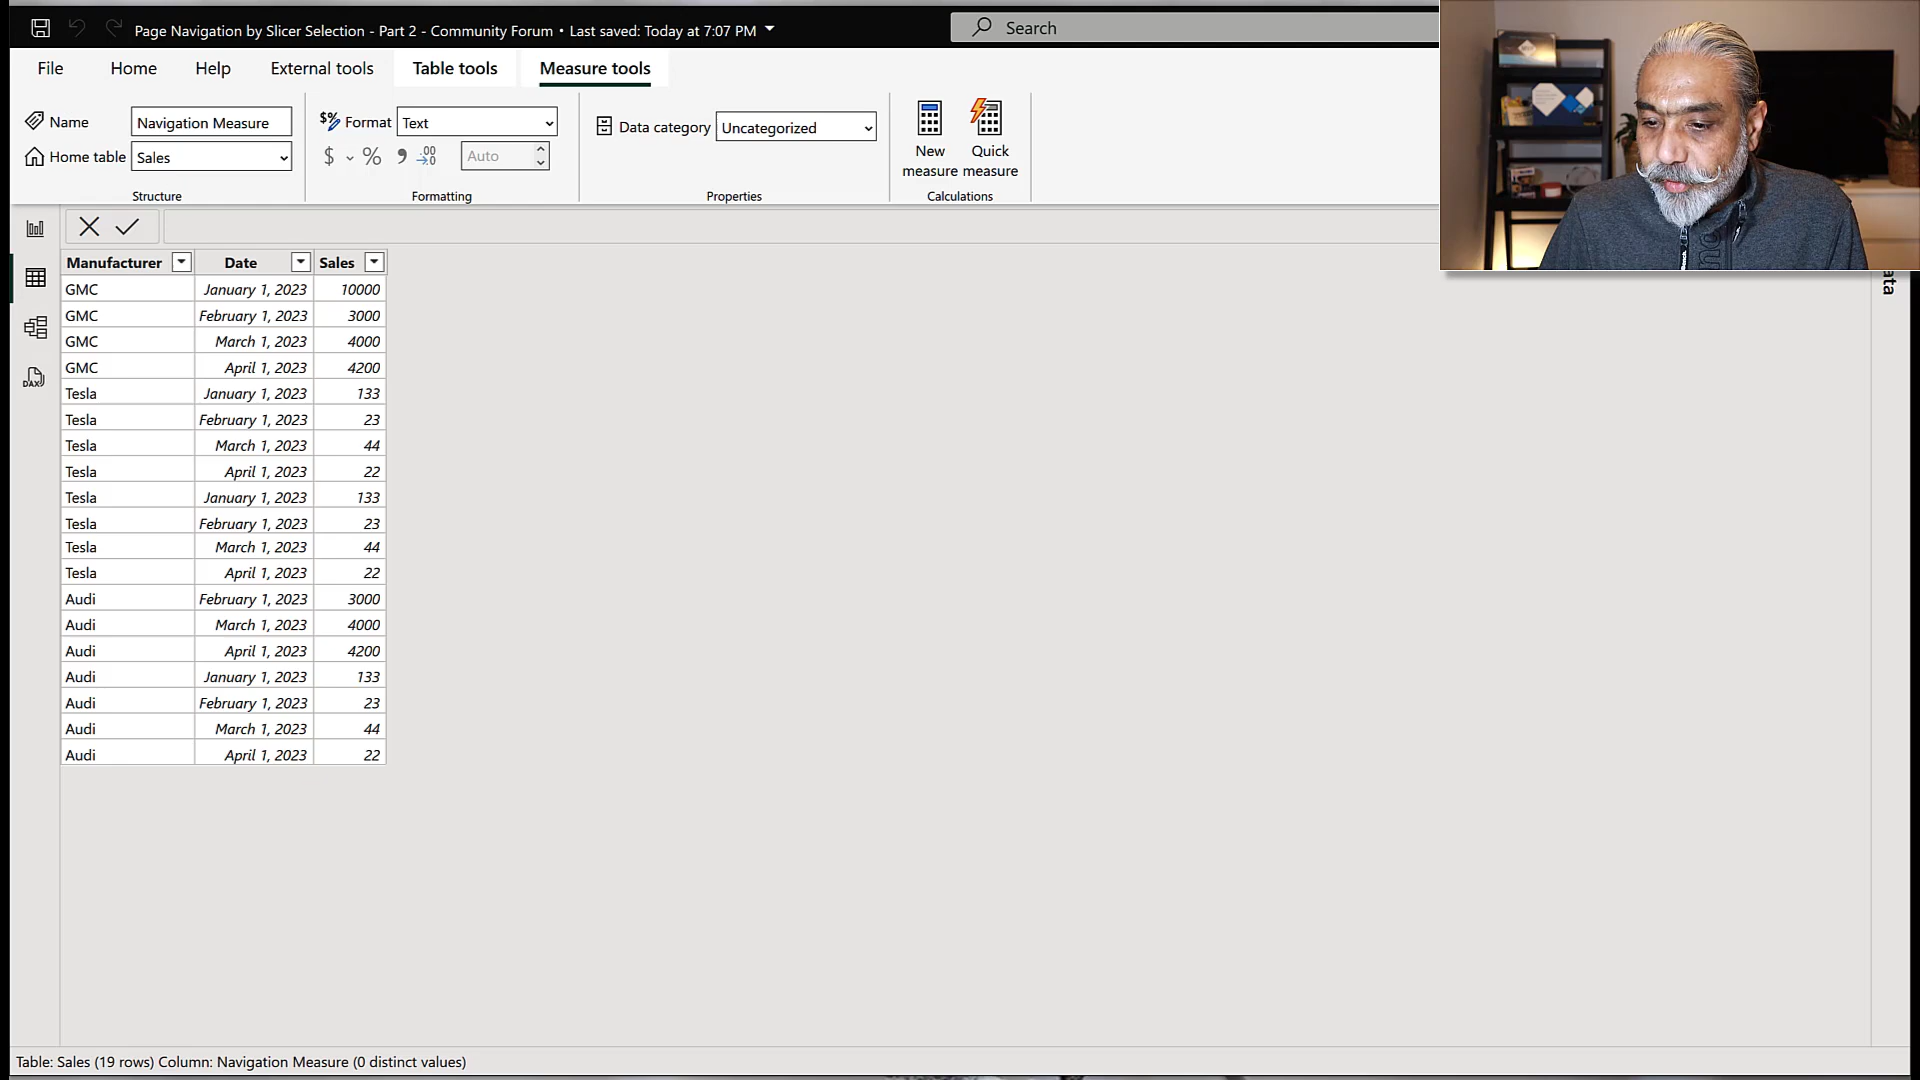 Page Navigation by Slicer Selection - Part 2 - Community Forum • Last saved: Today at 7:07 PM
Search
File Home Help External tools Table tools Measure tools
Name Navigation Measure
Home table Sales
Structure
$% Format Text
$ % Auto
Formatting
Data category Uncategorized
Properties
New measure
Quick measure
Calculations
DAX
Manufacturer Date Sales
GMC January 1, 2023 10000
GMC February 1, 2023 3000
GMC March 1, 2023 4000
GMC April 1, 2023 4200
Tesla January 1, 2023 133
Tesla February 1, 2023 23
Tesla March 1, 2023 44
Tesla April 1, 2023 22
Tesla January 1, 2023 133
Tesla February 1, 2023 23
Tesla March 1, 2023 44
Tesla April 1, 2023 22
Audi February 1, 2023 3000
Audi March 1, 2023 4000
Audi April 1, 2023 4200
Audi January 1, 2023 133
Audi February 1, 2023 23
Audi March 1, 2023 44
Audi April 1, 2023 22
Table: Sales (19 rows) Column: Navigation Measure (0 distinct values)